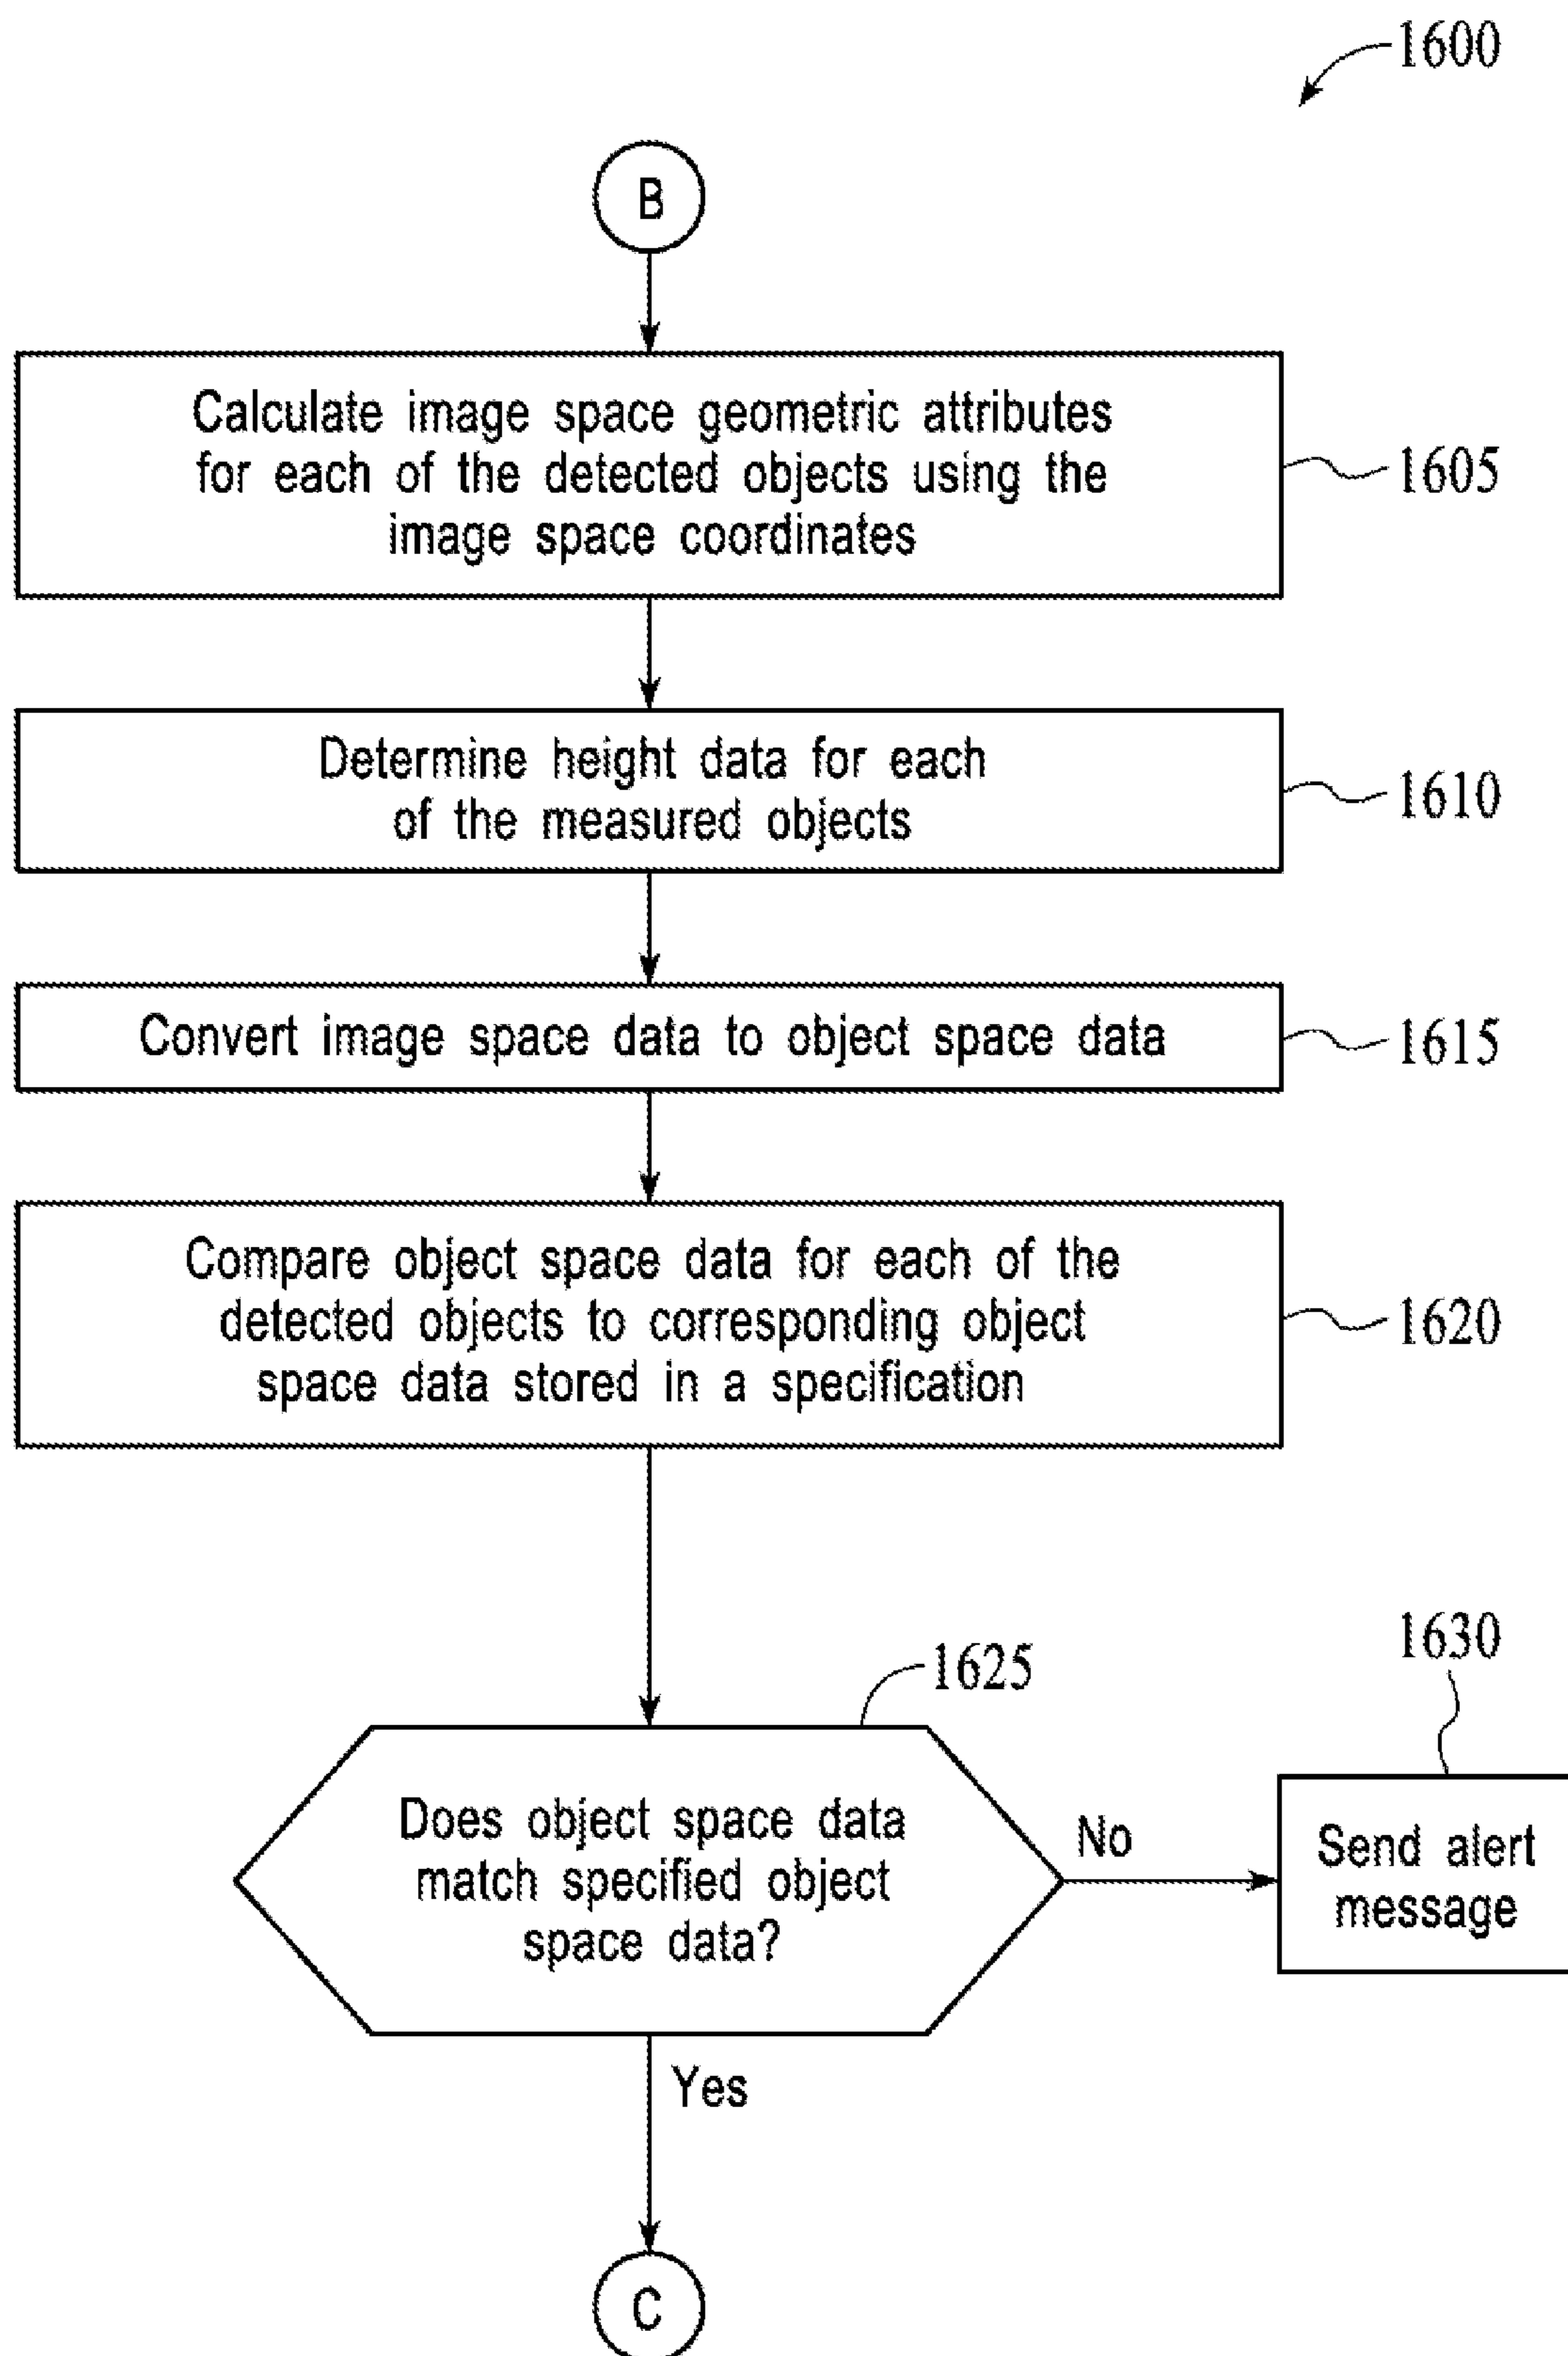 1600
B
Calculate image space geometric attributes
for each of the detected objects using the
image space coordinates
1605
Determine height data for each
of the measured objects
1610
Convert image space data to object space data
1615
Compare object space data for each of the
detected objects to corresponding object
space data stored in a specification
1620
1625
1630
Does object space data
match specified object
space data?
No
Send alert
message
Yes
C